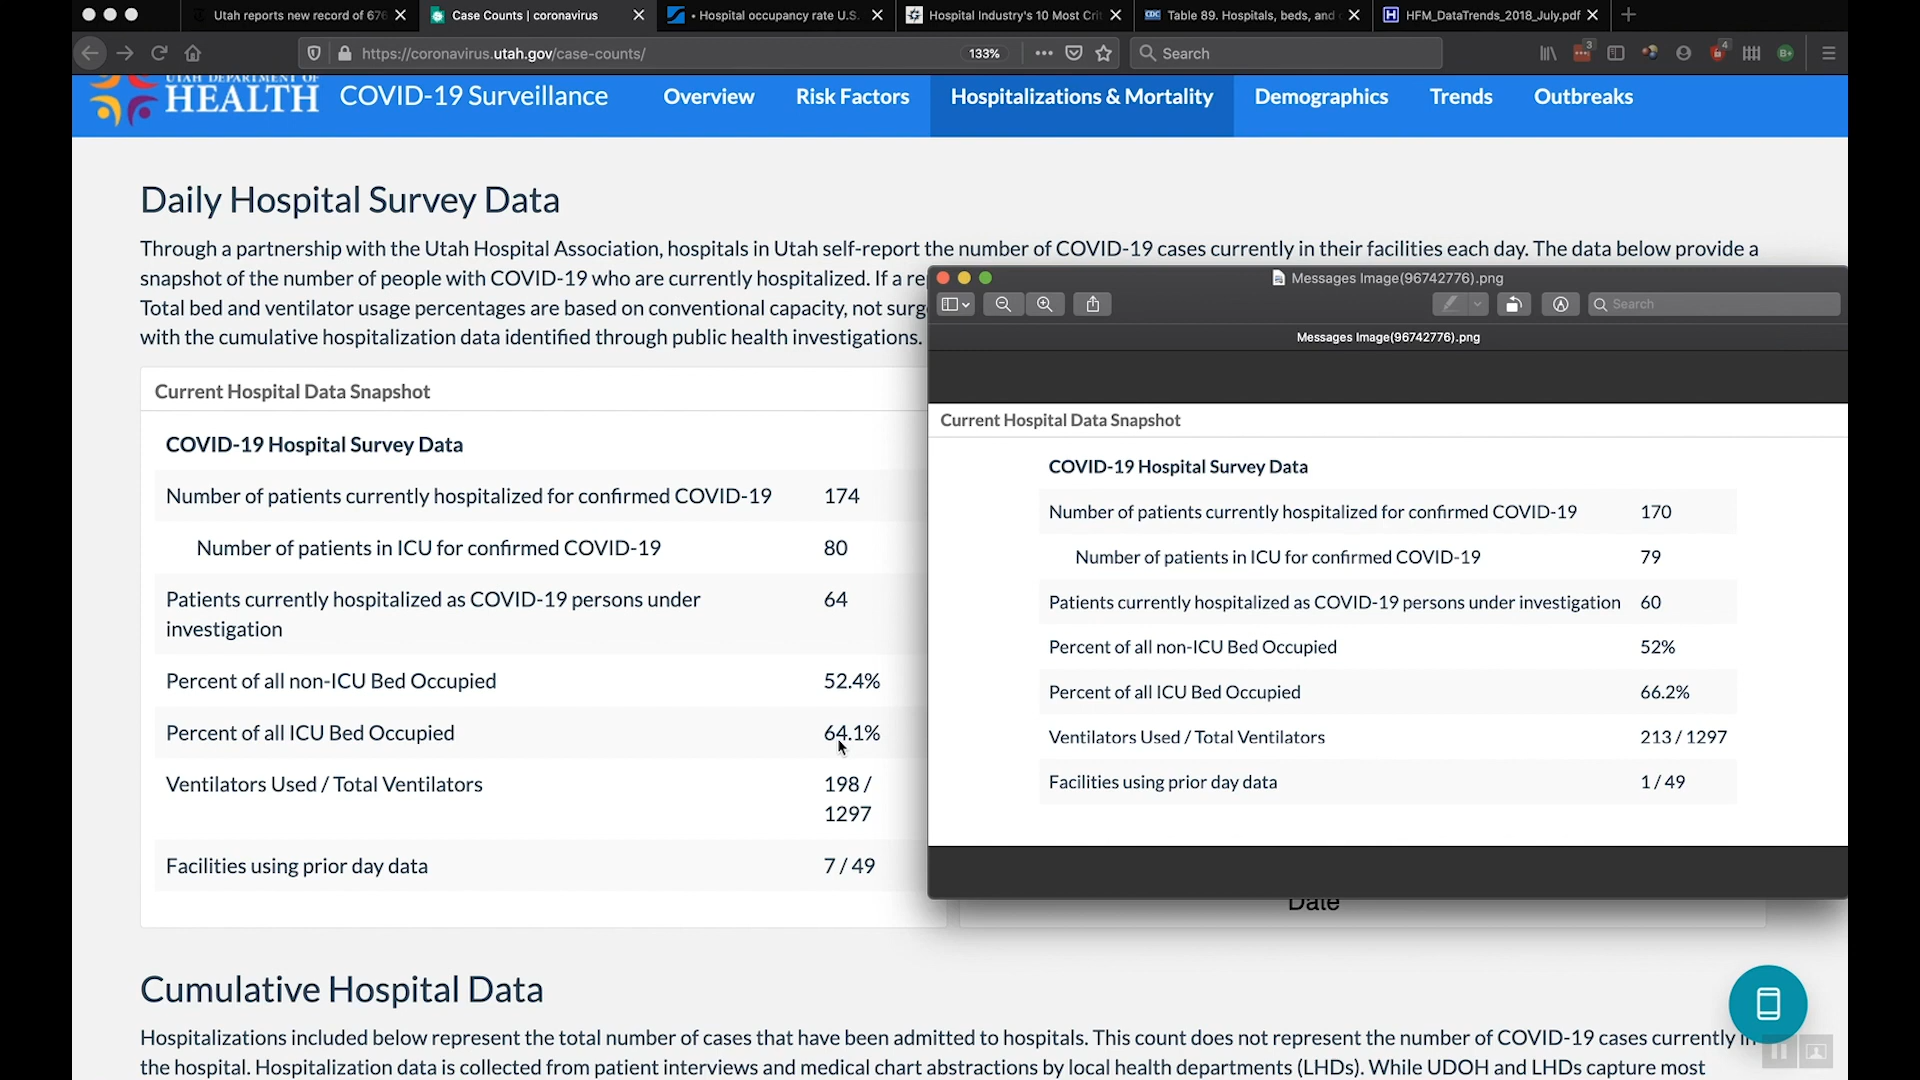 Utah reports new record of 676
Case Counts | coronavirus
• Hospital occupancy rate U.S.
Hospital Industry's 10 Most Cri
CDC Table 89. Hospitals, beds, and
H HFM_DataTrends_2018_July.pdf
https://coronavirus.utah.gov/case-counts/
133%
Search
3
4
B+
UTAH DEPARTMENT OF
HEALTH
COVID-19 Surveillance
Overview
Risk Factors
Hospitalizations & Mortality
Demographics
Trends
Outbreaks
Daily Hospital Survey Data
Through a partnership with the Utah Hospital Association, hospitals in Utah self-report the number of COVID-19 cases currently in their facilities each day. The data below provide a
snapshot of the number of people with COVID-19 who are currently hospitalized. If a re
Total bed and ventilator usage percentages are based on conventional capacity, not surg
with the cumulative hospitalization data identified through public health investigations.
Current Hospital Data Snapshot
COVID-19 Hospital Survey Data
Number of patients currently hospitalized for confirmed COVID-19 174
Number of patients in ICU for confirmed COVID-19 80
Patients currently hospitalized as COVID-19 persons under 64
investigation
Percent of all non-ICU Bed Occupied 52.4%
Percent of all ICU Bed Occupied 64.1%
Ventilators Used / Total Ventilators 198 /
1297
Facilities using prior day data 7 / 49
Messages Image(96742776).png
Search
Messages Image(96742776).png
Current Hospital Data Snapshot
COVID-19 Hospital Survey Data
Number of patients currently hospitalized for confirmed COVID-19 170
Number of patients in ICU for confirmed COVID-19 79
Patients currently hospitalized as COVID-19 persons under investigation 60
Percent of all non-ICU Bed Occupied 52%
Percent of all ICU Bed Occupied 66.2%
Ventilators Used / Total Ventilators 213 / 1297
Facilities using prior day data 1 / 49
Date
Cumulative Hospital Data
Hospitalizations included below represent the total number of cases that have been admitted to hospitals. This count does not represent the number of COVID-19 cases currently in
the hospital. Hospitalization data is collected from patient interviews and medical chart abstractions by local health departments (LHDs). While UDOH and LHDs capture most